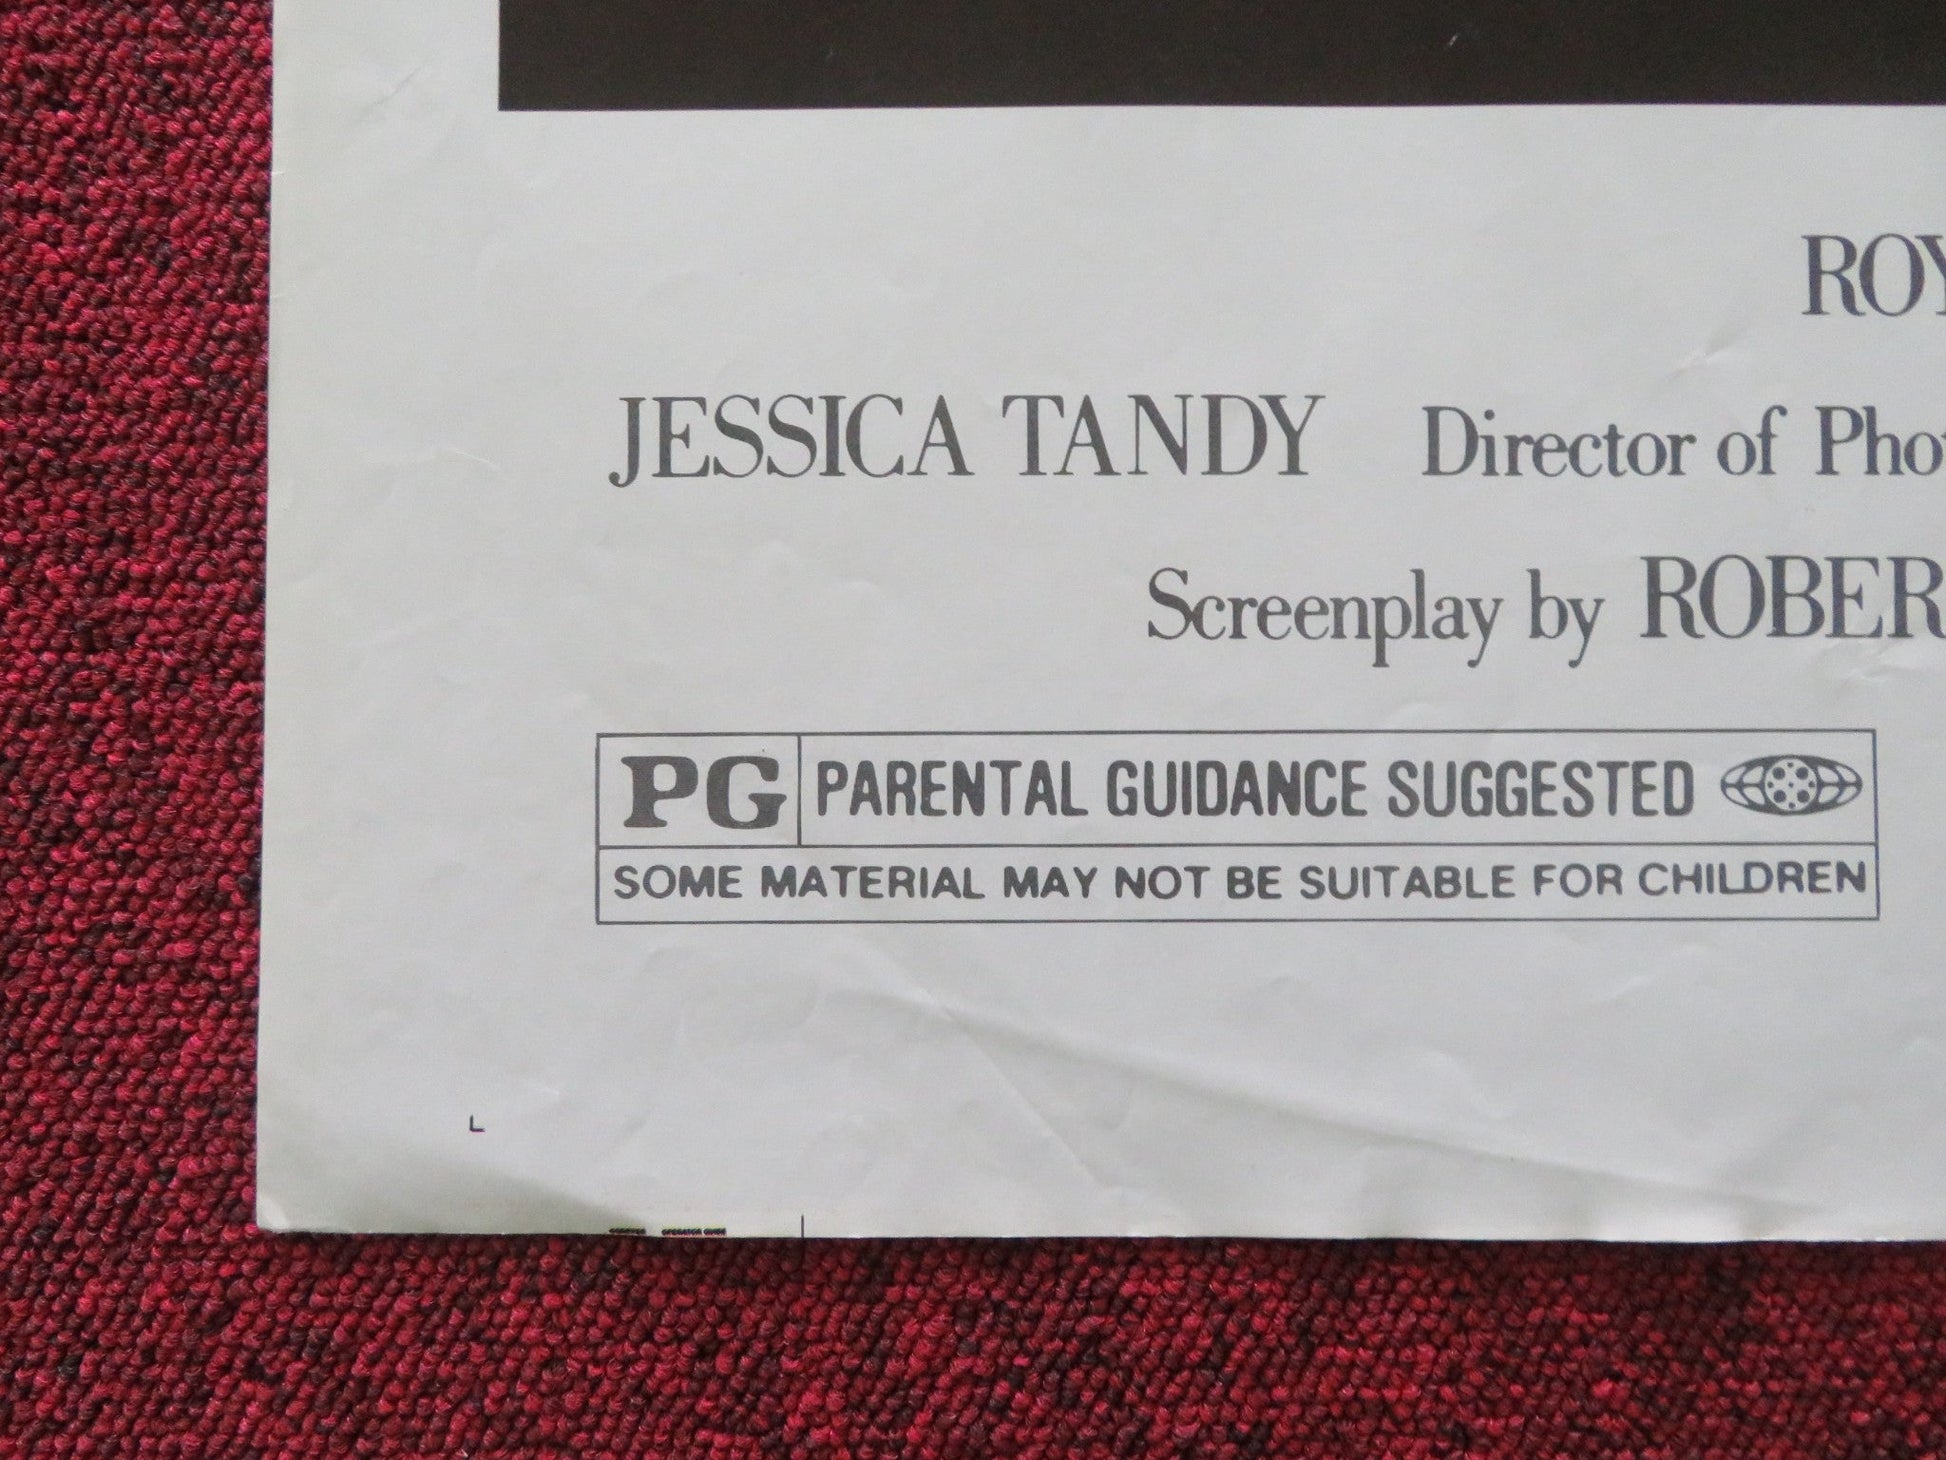 ROY
JESSICA TANDY Director of Pho
Screenplay by ROBER
PG PARENTAL GUIDANCE SUGGESTED
SOME MATERIAL MAY NOT BE SUITABLE FOR CHILDREN